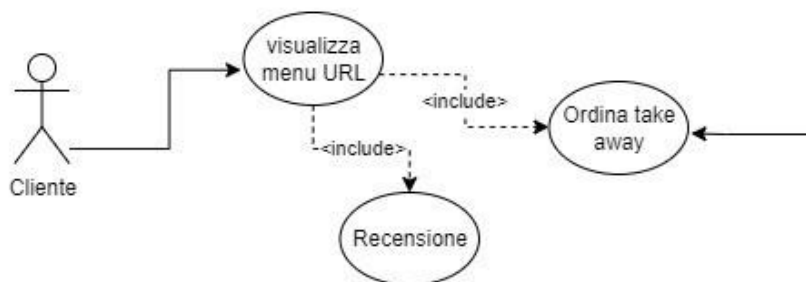 visualizza
menu URL
<include>
Ordina take
away
<include>
Cliente
Recensione